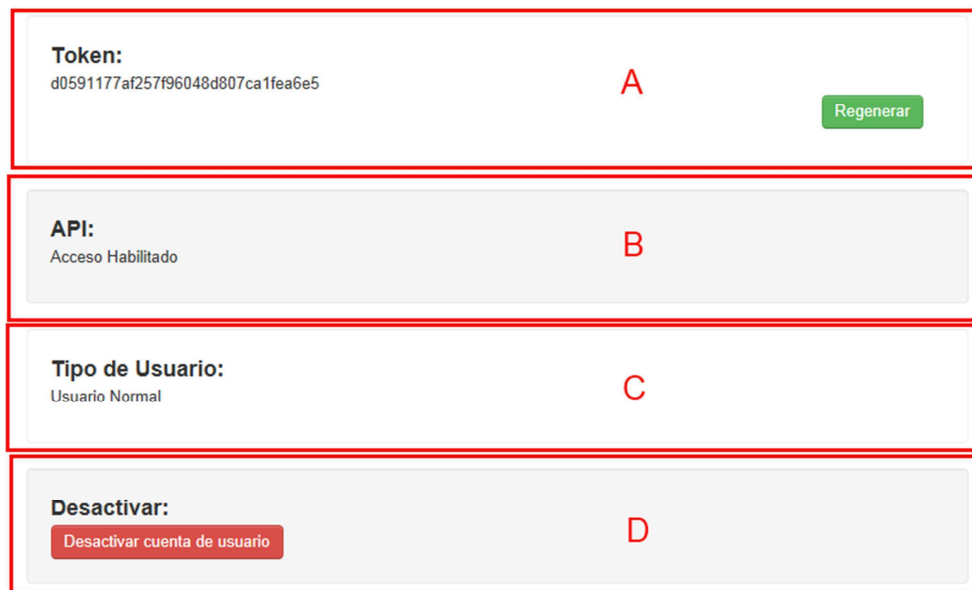 Token:
d0591177af257f96048d807ca1fea6e5
A
Regenerar
API:
Acceso Habilitado
B
Tipo de Usuario:
Usuario Normal
C
Desactivar:
Desactivar cuenta de usuario
D